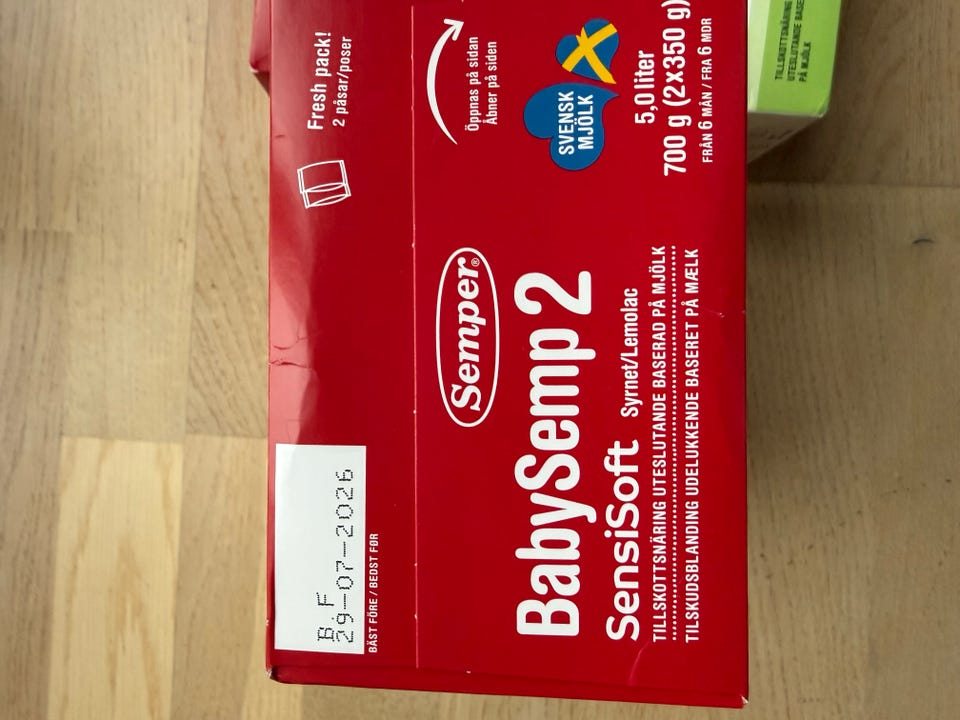 Fresh pack!
2 påsar/poser
Öppnas på sidan
Åbner på siden
SVENSK
MJÖLK
5,0 liter
700 g (2x350 g)
FRÅN 6 MÅN / FRA 6 MDR
B.F
29-07-2026
BÄST FÖRE / BEDST FØR
Semper®
BabySemp 2
SensiSoft Syrnet/Lemolac
TILLSKOTTSNÄRING UTESLUTANDE BASERAD PÅ MJÖLK
TILSKUDSBLANDING UDELUKKENDE BASERET PÅ MÆLK
TILLSKOTTSNÄRING
UTESLUTANDE BASE
PÅ MJÖLK